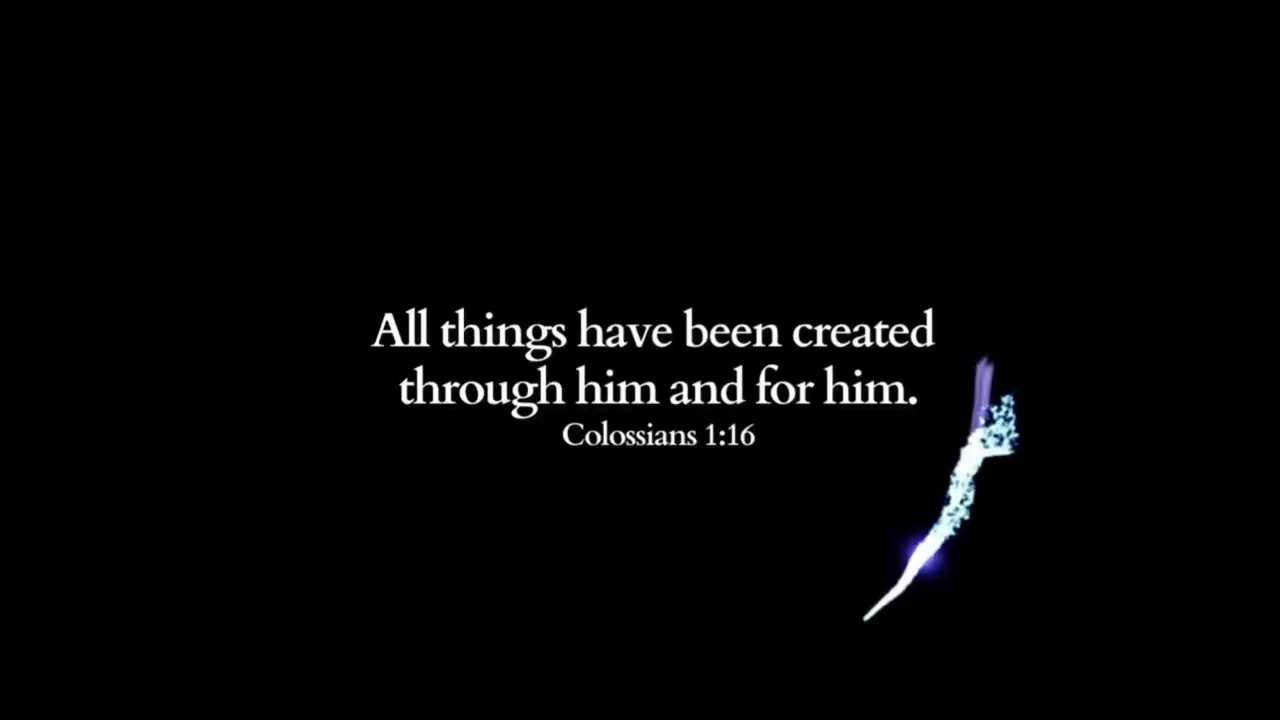 All things have been created
through him and for him.
Colossians 1:16